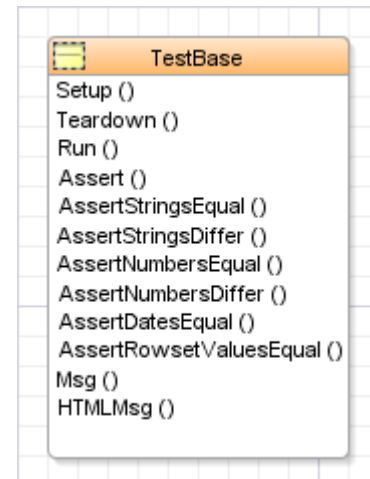 TestBase
Setup ()
Teardown ()
Run ()
Assert ()
AssertStringsEqual ()
AssertStringsDiffer ()
AssertNumbersEqual ()
AssertNumbersDiffer ()
AssertDatesEqual ()
AssertRowsetValuesEqual ()
Msg ()
HTMLMsg ()